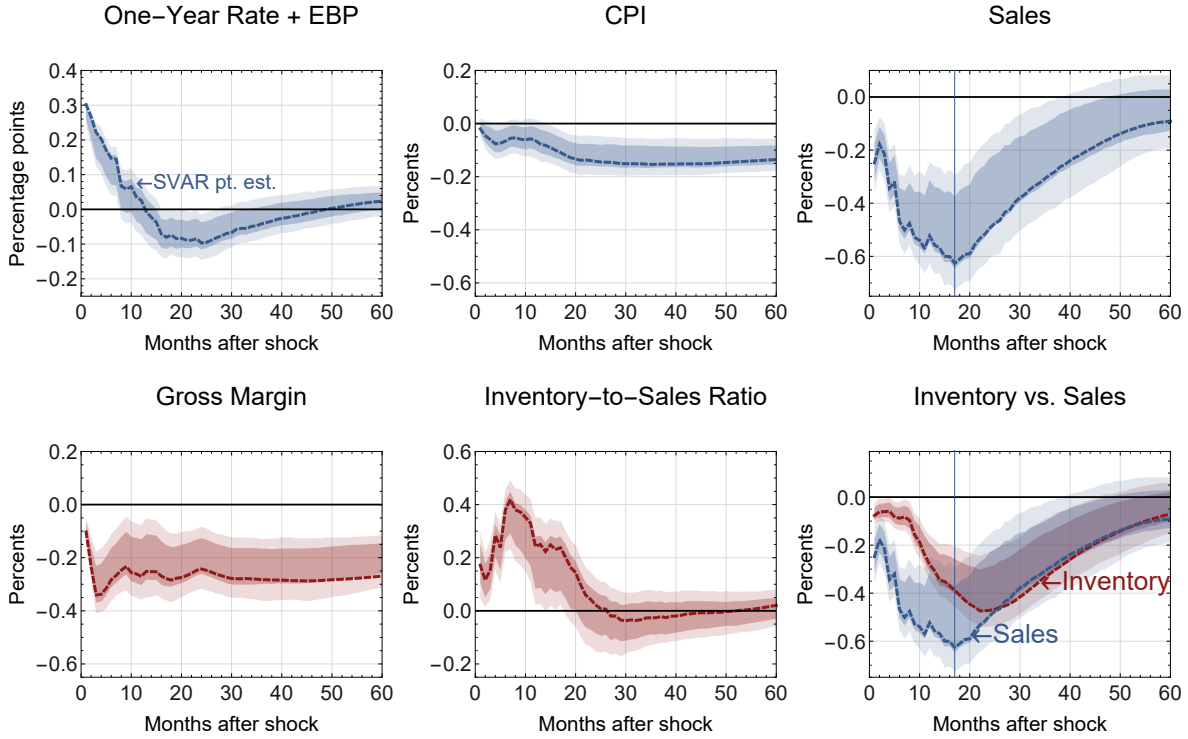 One−Year Rate + EBP
CPI
Sales
Percentage points
0.4
0.3
0.2
0.1
0.0
−0.1
−0.2
←SVAR pt. est.
0 10 20 30 40 50 60
Months after shock
Percents
0.2
0.0
−0.2
−0.4
−0.6
0 10 20 30 40 50 60
Months after shock
Percents
0.0
−0.2
−0.4
−0.6
0 10 20 30 40 50 60
Months after shock
Gross Margin
Inventory−to−Sales Ratio
Inventory vs. Sales
Percents
0.2
0.0
−0.2
−0.4
−0.6
0 10 20 30 40 50 60
Months after shock
Percents
0.6
0.4
0.2
0.0
−0.2
0 10 20 30 40 50 60
Months after shock
Percents
0.0
−0.2
−0.4
−0.6
←Inventory
←Sales
0 10 20 30 40 50 60
Months after shock